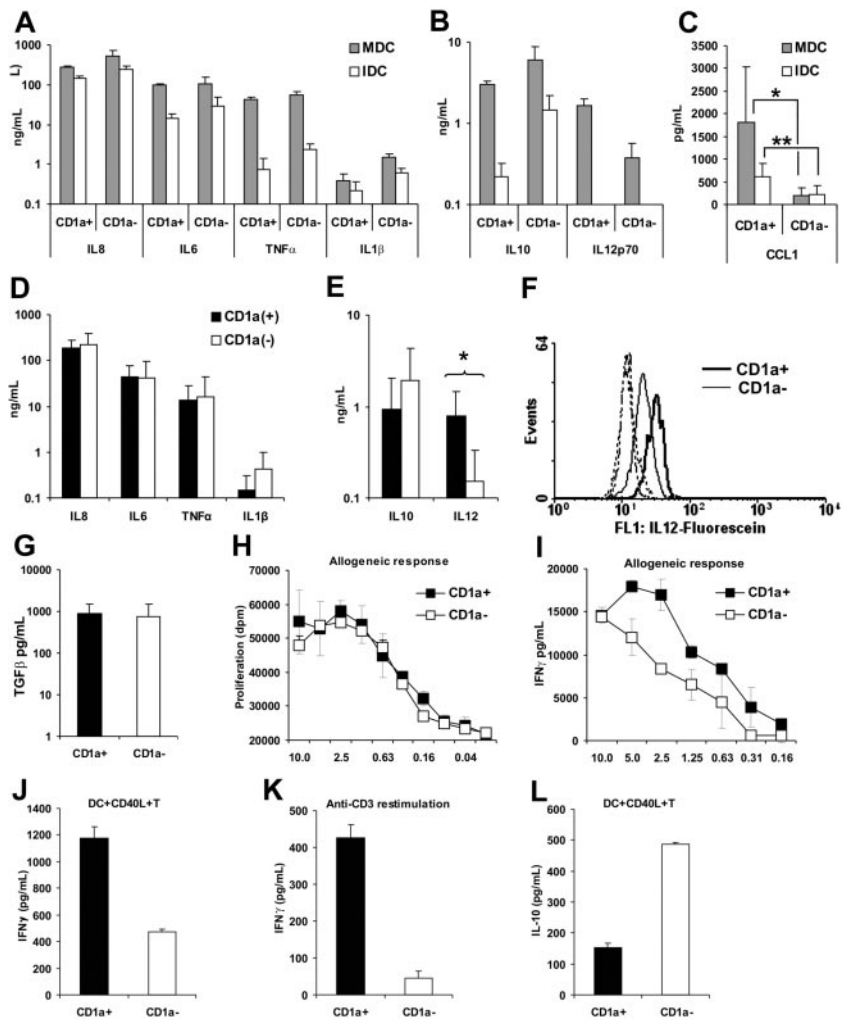 A
MDC
IDC
ng/mL
L)
1000
100
10
1
0.1
CD1a+ CD1a- CD1a+ CD1a- CD1a+ CD1a- CD1a+ CD1a-
IL8 IL6 TNFα IL1β
B
ng/mL
10
1
0.1
CD1a+ CD1a- CD1a+ CD1a-
IL10 IL12p70
C
MDC
IDC
pg/mL
3500
3000
2500
2000
1500
1000
500
0
*
**
CD1a+ CD1a-
CCL1
D
CD1a(+)
CD1a(-)
ng/mL
1000
100
10
1
0.1
IL8 IL6 TNFα IL1β
E
ng/mL
10
1
0.1
*
IL10 IL12
F
CD1a+
CD1a-
Events
64
0
10⁰ 10¹ 10² 10³ 10⁴
FL1: IL12-Fluorescein
G
TGFβ pg/mL
10000
1000
100
10
1
CD1a+ CD1a-
H
Allogeneic response
CD1a+
CD1a-
Proliferation (dpm)
70000
60000
50000
40000
30000
20000
10.0 2.5 0.63 0.16 0.04
I
Allogeneic response
CD1a+
CD1a-
IFNγ pg/mL
20000
15000
10000
5000
0
10.0 5.0 2.5 1.25 0.63 0.31 0.16
J
DC+CD40L+T
IFNγ (pg/mL)
1400
1200
1000
800
600
400
200
0
CD1a+ CD1a-
K
Anti-CD3 restimulation
IFNγ (pg/mL)
500
400
300
200
100
0
CD1a+ CD1a-
L
DC+CD40L+T
IL-10 (pg/mL)
600
500
400
300
200
100
0
CD1a+ CD1a-